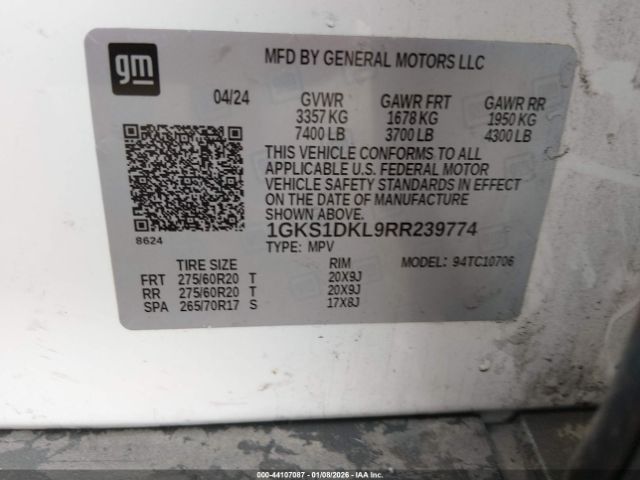 gm
MFD BY GENERAL MOTORS LLC
04/24 GVWR GAWR FRT GAWR RR
3357 KG 1678 KG 1950 KG
7400 LB 3700 LB 4300 LB
THIS VEHICLE CONFORMS TO ALL
APPLICABLE U.S. FEDERAL MOTOR
VEHICLE SAFETY STANDARDS IN EFFECT
ON THE DATE OF MANUFACTURE
SHOWN ABOVE.
1GKS1DKL9RR239774
8624
TYPE: MPV
TIRE SIZE RIM MODEL: 94TC10706
FRT 275/60R20 T 20X9J
RR 275/60R20 T 20X9J
SPA 265/70R17 S 17X8J
000-44107087 - 01/08/2026 - IAA Inc.